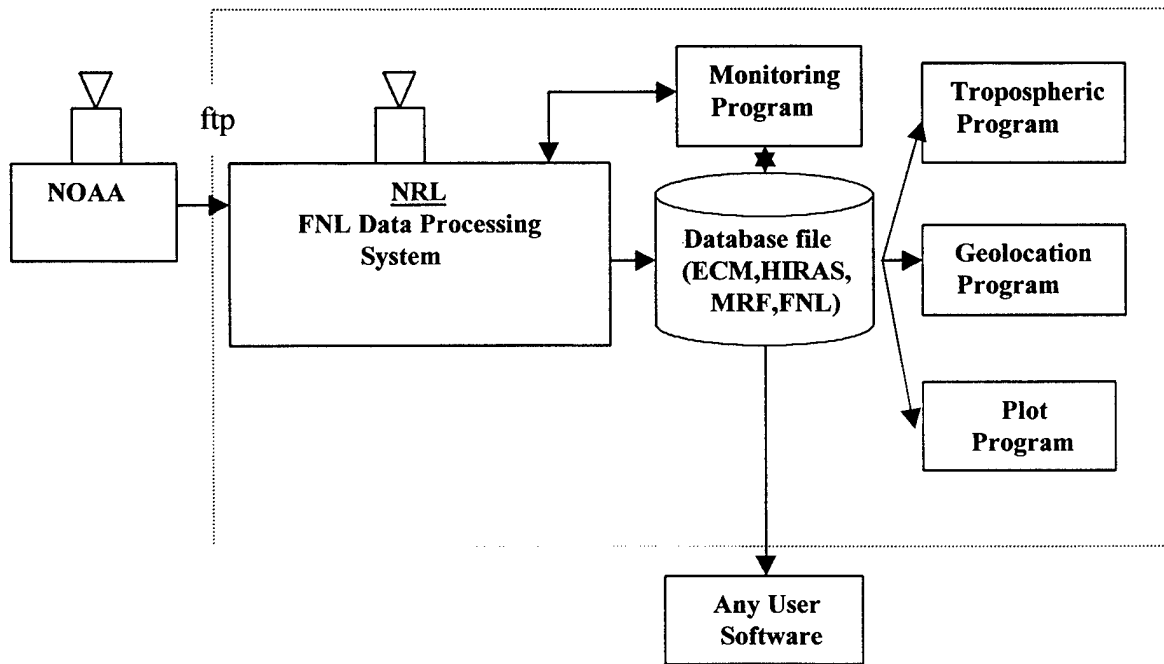 ftp
NOAA
NRL
FNL Data Processing
System
Monitoring
Program
Database file
(ECM,HIRAS,
MRF,FNL)
Tropospheric
Program
Geolocation
Program
Plot
Program
Any User
Software